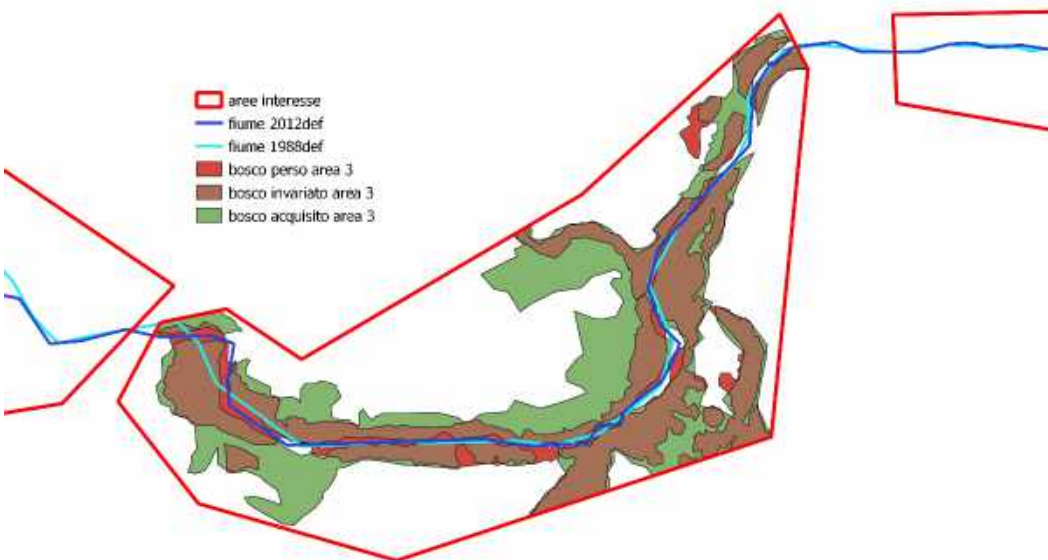 aree interesse
fiume 2012def
fiume 1988def
bosco perso area 3
bosco invariato area 3
bosco acquisito area 3